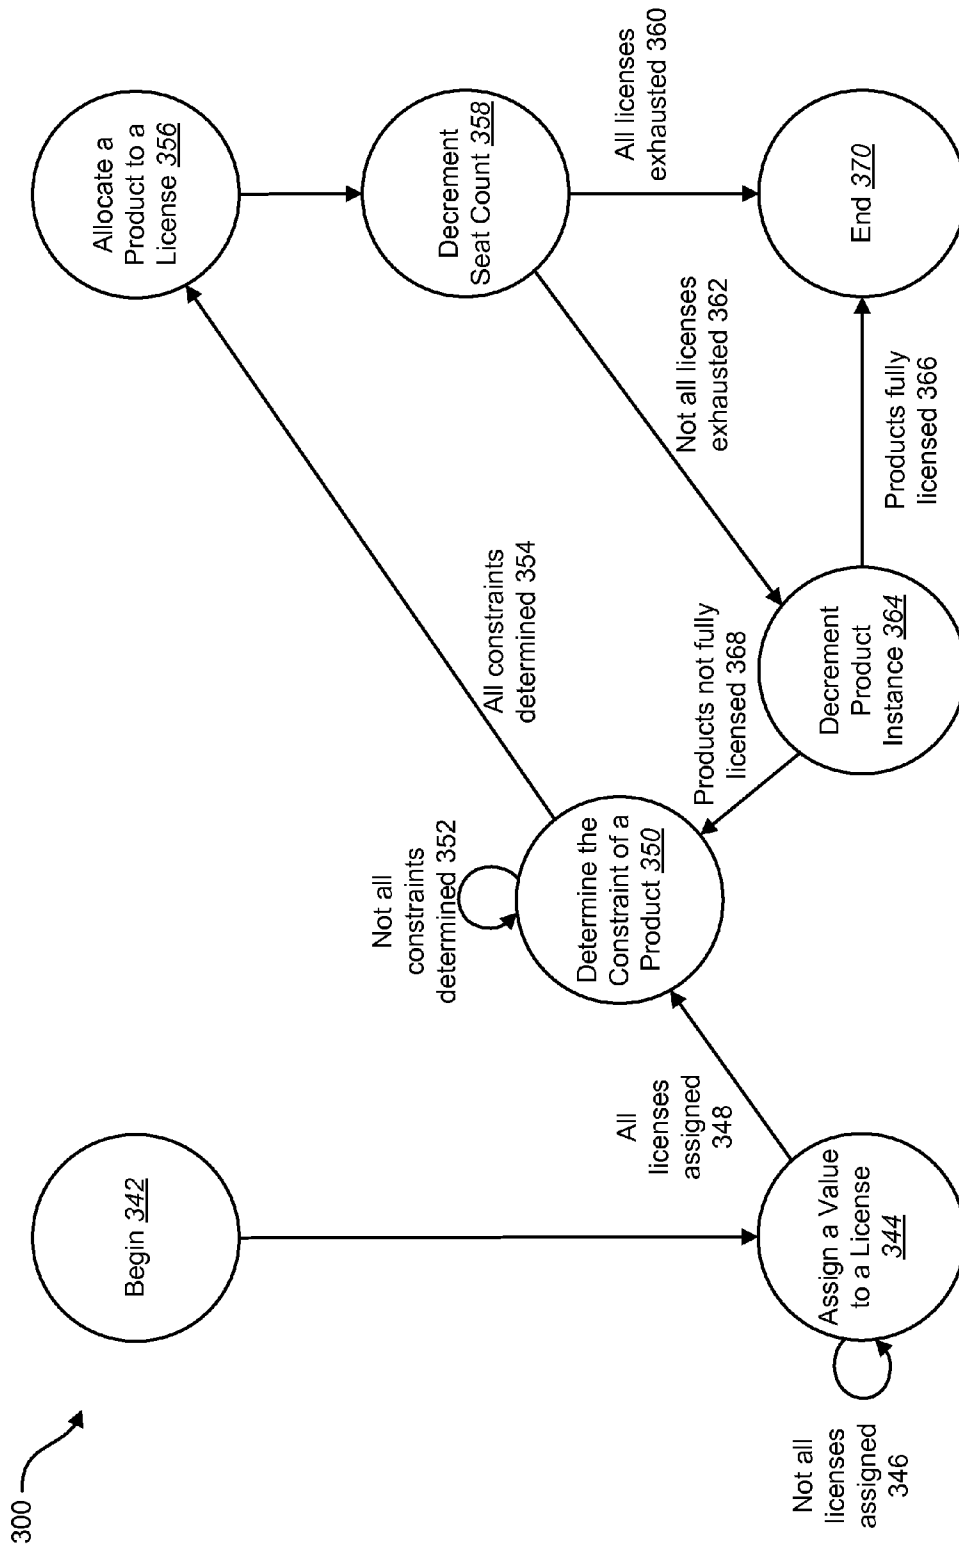 300
Begin 342
Assign a Value
to a License
344
Not all
licenses
assigned
346
All
licenses
assigned
348
Determine the
Constraint of a
Product 350
Not all
constraints
determined 352
All constraints
determined 354
Allocate a
Product to a
License 356
Decrement
Seat Count 358
All licenses
exhausted 360
Not all licenses
exhausted 362
Decrement
Product
Instance 364
Products fully
licensed 366
Products not fully
licensed 368
End 370